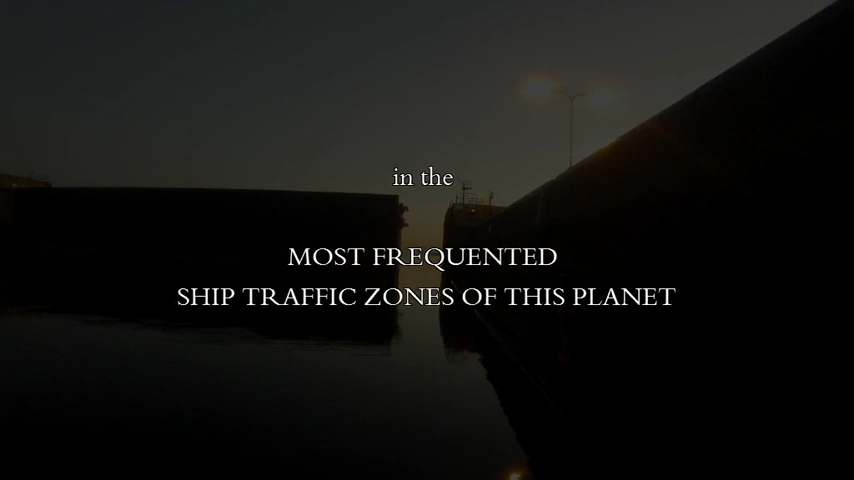 in the
MOST FREQUENTED
SHIP TRAFFIC ZONES OF THIS PLANET